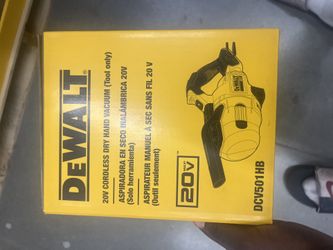 DEWALT
20V CORDLESS DRY HAND VACUUM (Tool only)
ASPIRADORA EN SECO INALÁMBRICA 20V
(Solo herramienta)
ASPIRATEUR MANUEL À SEC SANS FIL 20 V
(Outil seulement)
20V
DCV501HB